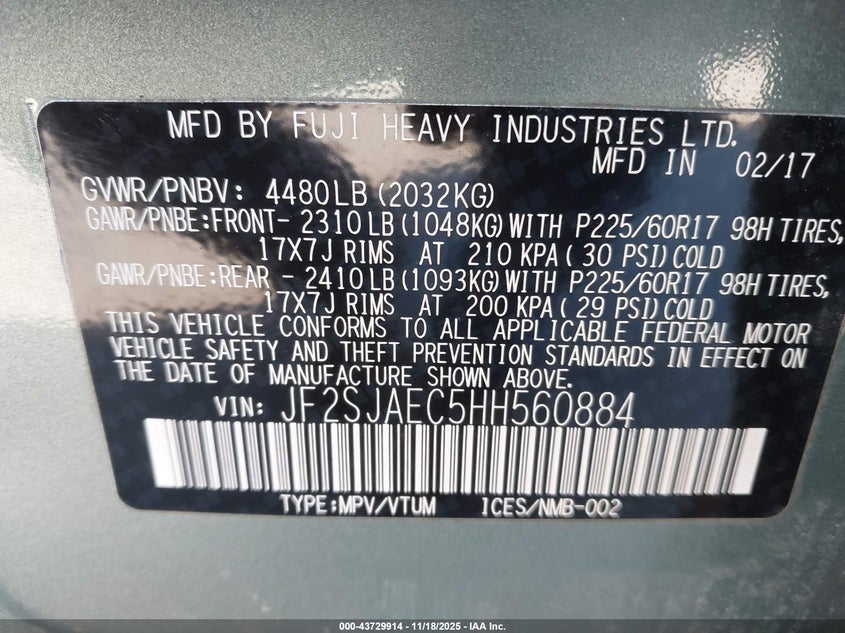 MFD BY FUJI HEAVY INDUSTRIES LTD.
MFD IN 02/17
GVWR/PNBV: 4480LB (2032KG)
GAWR/PNBE:FRONT- 2310LB (1048KG)WITH P225/60R17 98H TIRES,
17X7J RIMS AT 210 KPA ( 30 PSI)COLD
GAWR/PNBE:REAR - 2410LB (1093KG)WITH P225/60R17 98H TIRES,
17X7J RIMS AT 200 KPA ( 29 PSI)COLD
THIS VEHICLE CONFORMS TO ALL APPLICABLE FEDERAL MOTOR
VEHICLE SAFETY AND THEFT PREVENTION STANDARDS IN EFFECT ON
THE DATE OF MANUFACTURE SHOWN ABOVE.
VIN: JF2SJAEC5HH560884
TYPE:MPV/VTUM ICES/NMB-002
000-43729914 - 11/18/2025 - IAA Inc.